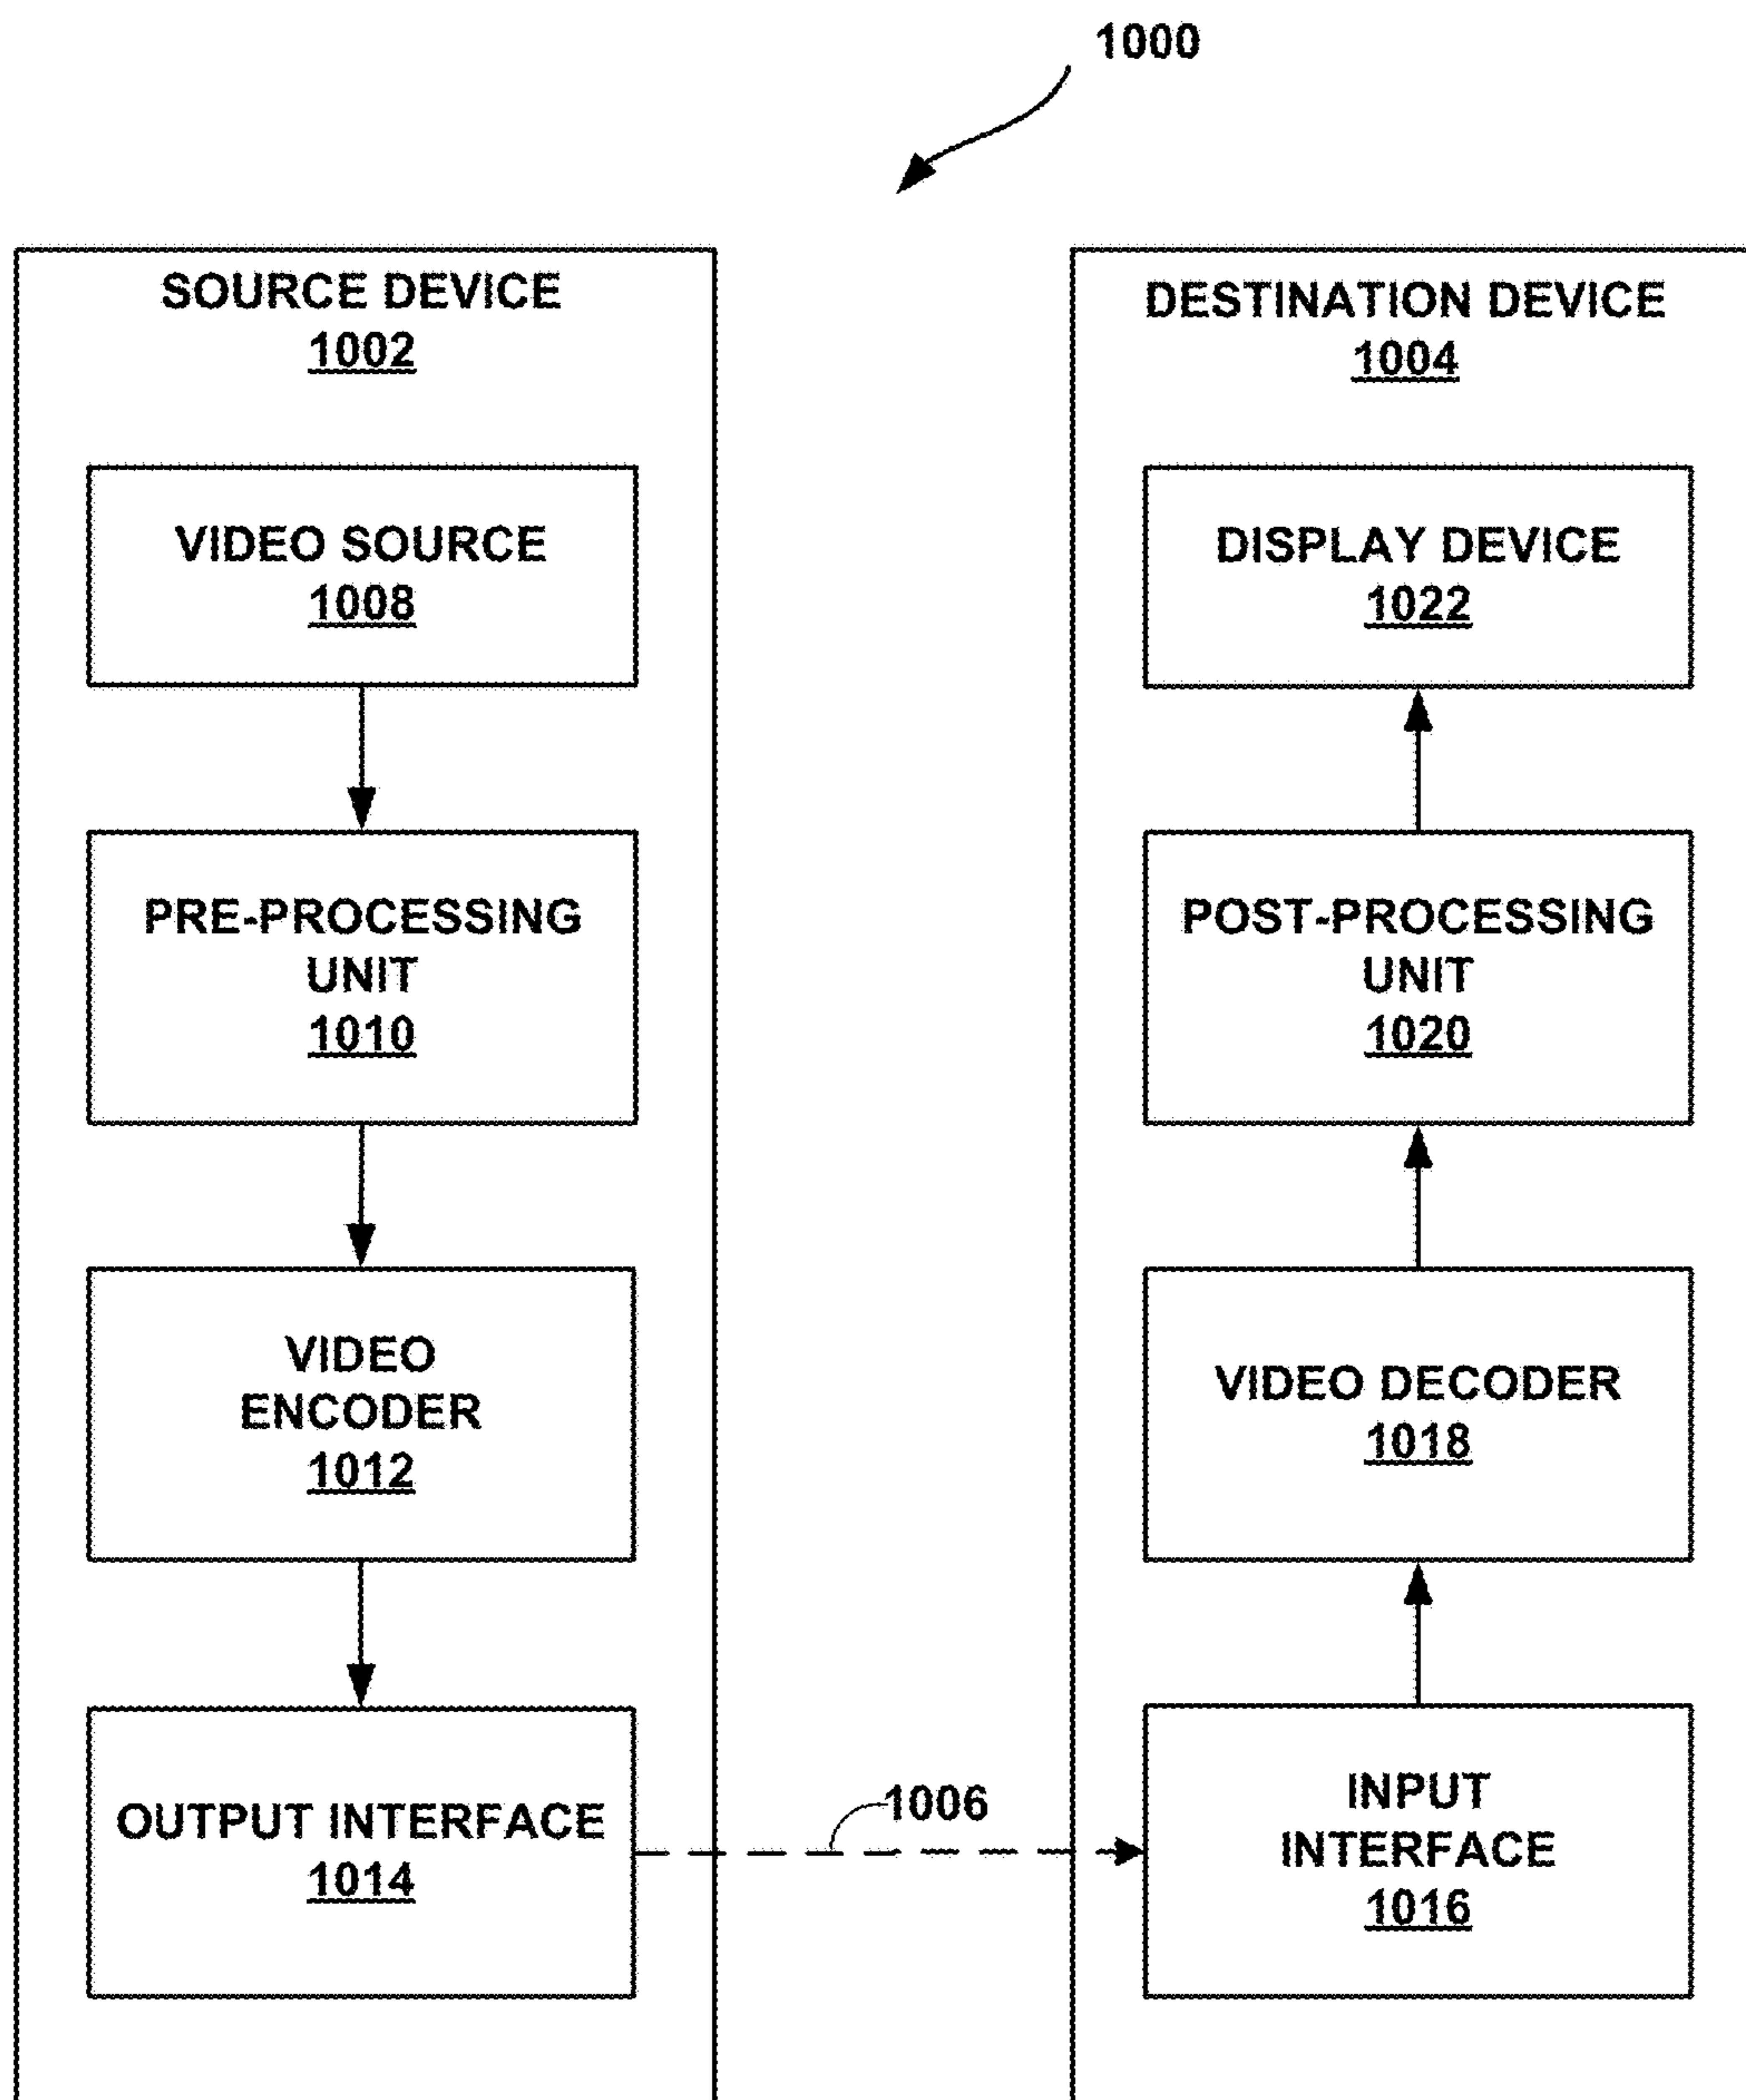 1000
SOURCE DEVICE
1002
VIDEO SOURCE
1008
PRE-PROCESSING
UNIT
1010
VIDEO
ENCODER
1012
OUTPUT INTERFACE
1014
1006
DESTINATION DEVICE
1004
DISPLAY DEVICE
1022
POST-PROCESSING
UNIT
1020
VIDEO DECODER
1018
INPUT
INTERFACE
1016